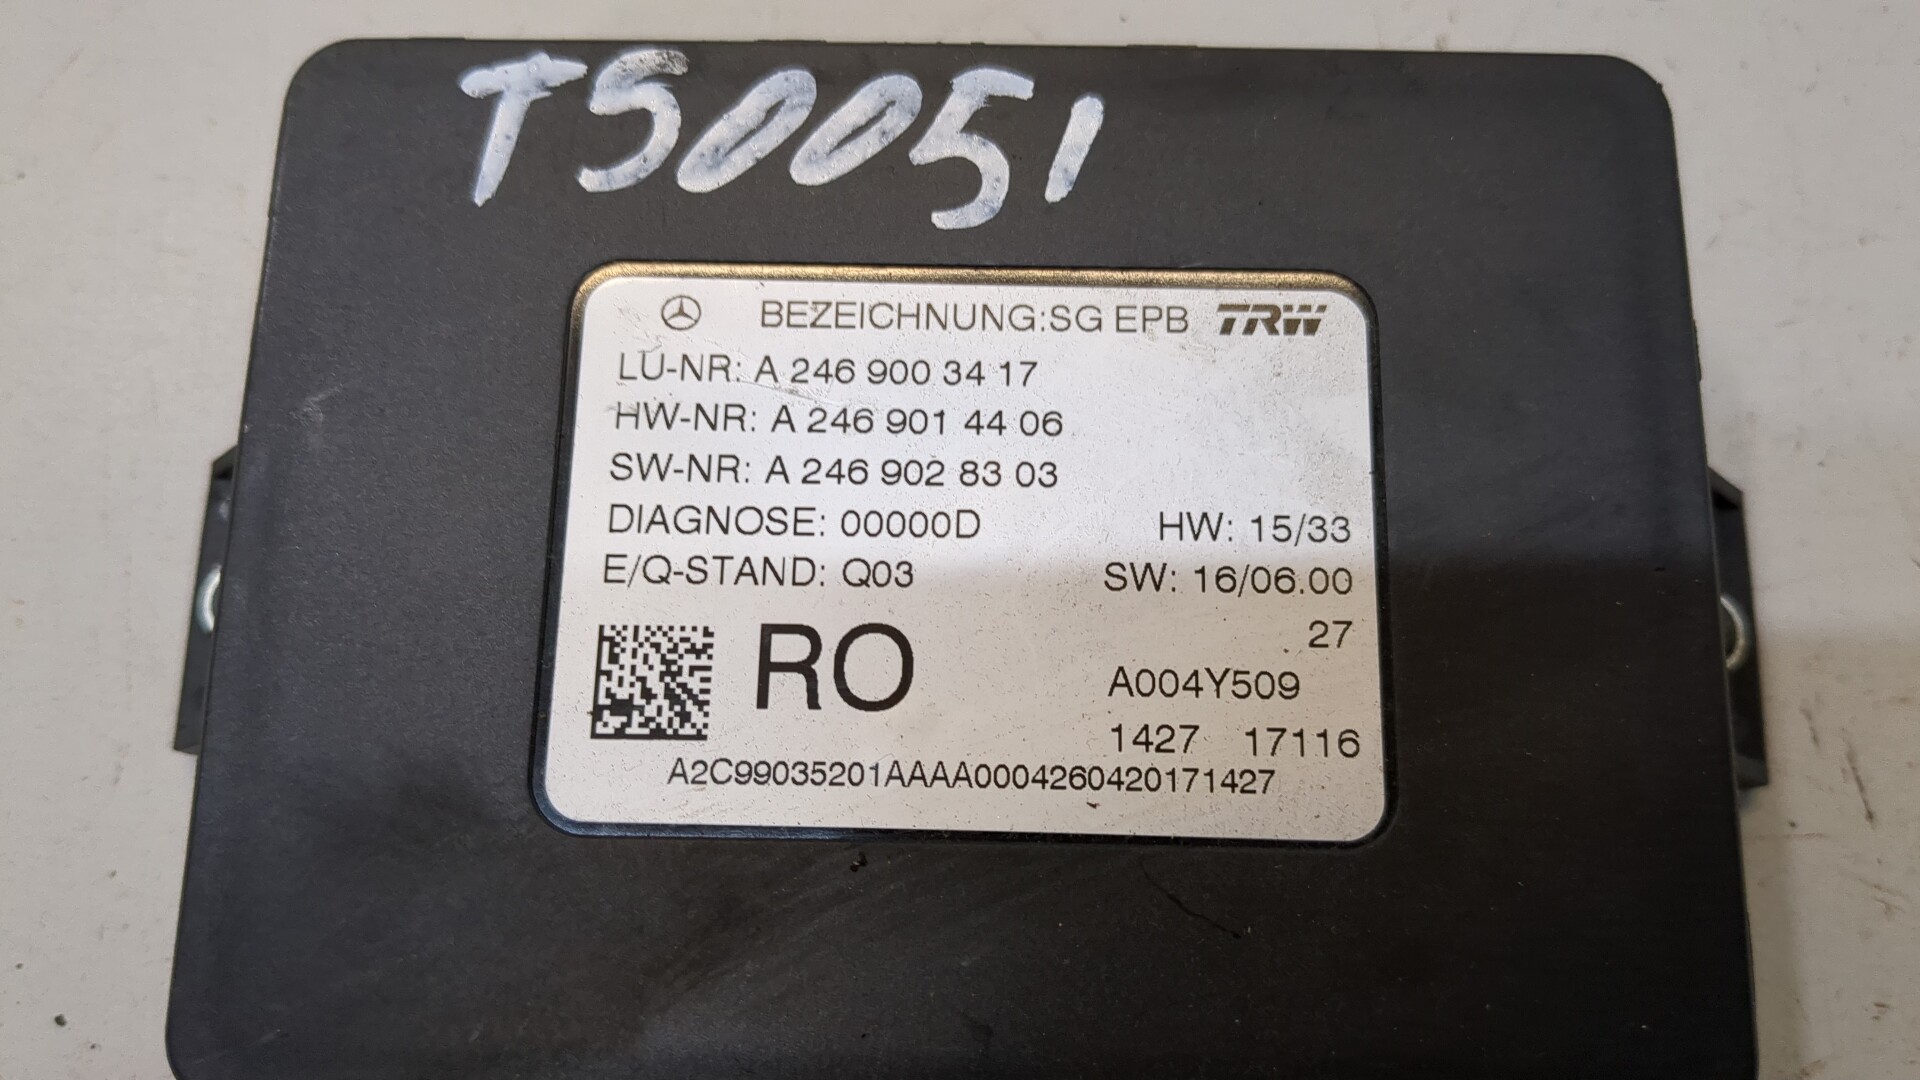 TS0051
BEZEICHNUNG:SG EPB TRW
LU-NR: A 246 900 34 17
HW-NR: A 246 901 44 06
SW-NR: A 246 902 83 03
DIAGNOSE: 00000D HW: 15/33
E/Q-STAND: Q03 SW: 16/06.00
27
RO A004Y509
1427 17116
A2C99035201AAAA0004260420171427